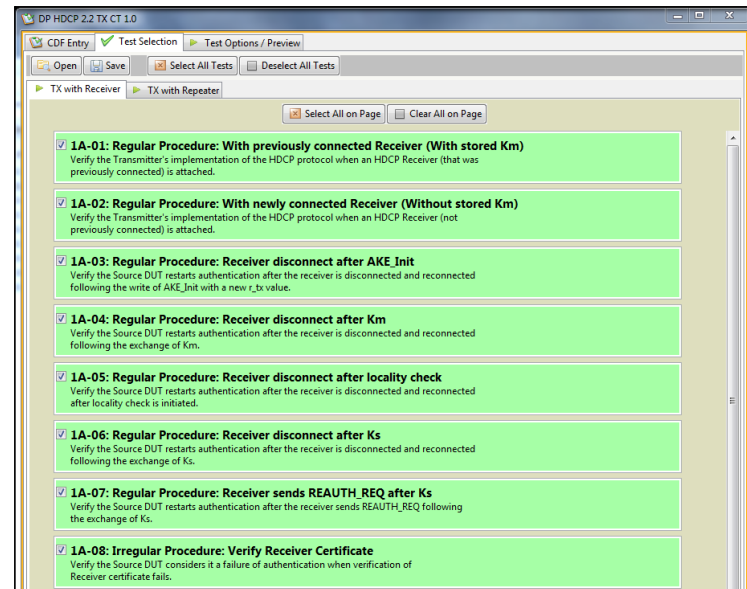 DP HDCP 2.2 TX CT 1.0
CDF Entry Test Selection Test Options / Preview
Open Save Select All Tests Deselect All Tests
TX with Receiver TX with Repeater
Select All on Page Clear All on Page
1A-01: Regular Procedure: With previously connected Receiver (With stored Km)
Verify the Transmitter's implementation of the HDCP protocol when an HDCP Receiver (that was
previously connected) is attached.
1A-02: Regular Procedure: With newly connected Receiver (Without stored Km)
Verify the Transmitter's implementation of the HDCP protocol when an HDCP Receiver (not
previously connected) is attached.
1A-03: Regular Procedure: Receiver disconnect after AKE_Init
Verify the Source DUT restarts authentication after the receiver is disconnected and reconnected
following the write of AKE_Init with a new r_tx value.
1A-04: Regular Procedure: Receiver disconnect after Km
Verify the Source DUT restarts authentication after the receiver is disconnected and reconnected
following the exchange of Km.
1A-05: Regular Procedure: Receiver disconnect after locality check
Verify the Source DUT restarts authentication after the receiver is disconnected and reconnected
after locality check is initiated.
1A-06: Regular Procedure: Receiver disconnect after Ks
Verify the Source DUT restarts authentication after the receiver is disconnected and reconnected
following the exchange of Ks.
1A-07: Regular Procedure: Receiver sends REAUTH_REQ after Ks
Verify the Source DUT restarts authentication after the receiver sends REAUTH_REQ following
the exchange of Ks.
1A-08: Irregular Procedure: Verify Receiver Certificate
Verify the Source DUT considers it a failure of authentication when verification of
Receiver certificate fails.